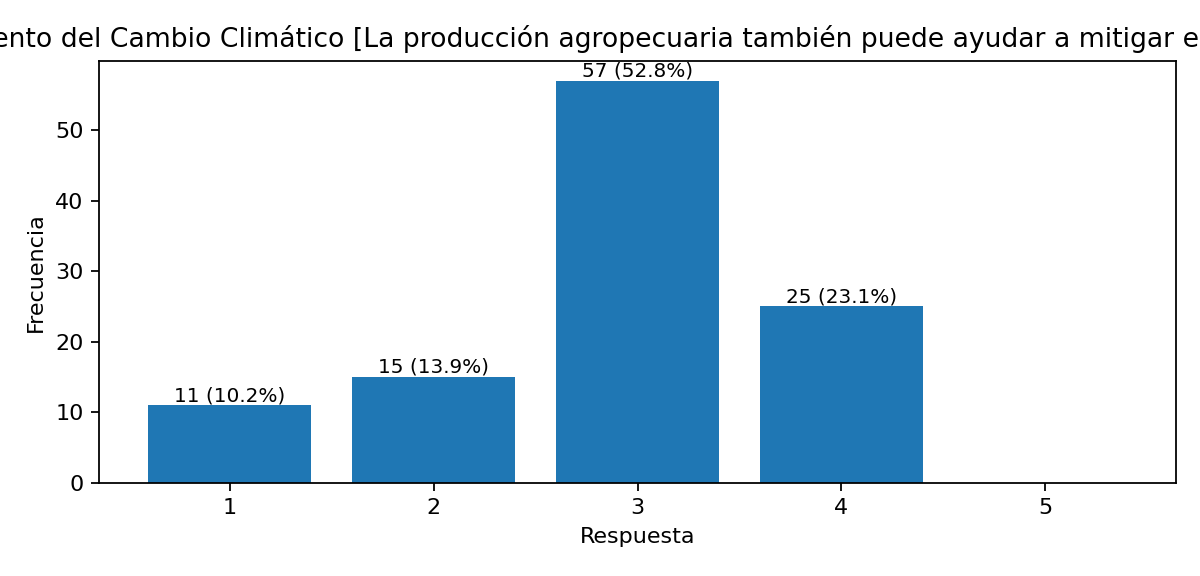 ento del Cambio Climático [La producción agropecuaria también puede ayudar a mitigar e
57 (52.8%)
50
40
30
20
10
0
25 (23.1%)
15 (13.9%)
11 (10.2%)
Frecuencia
1 2 3 4 5
Respuesta